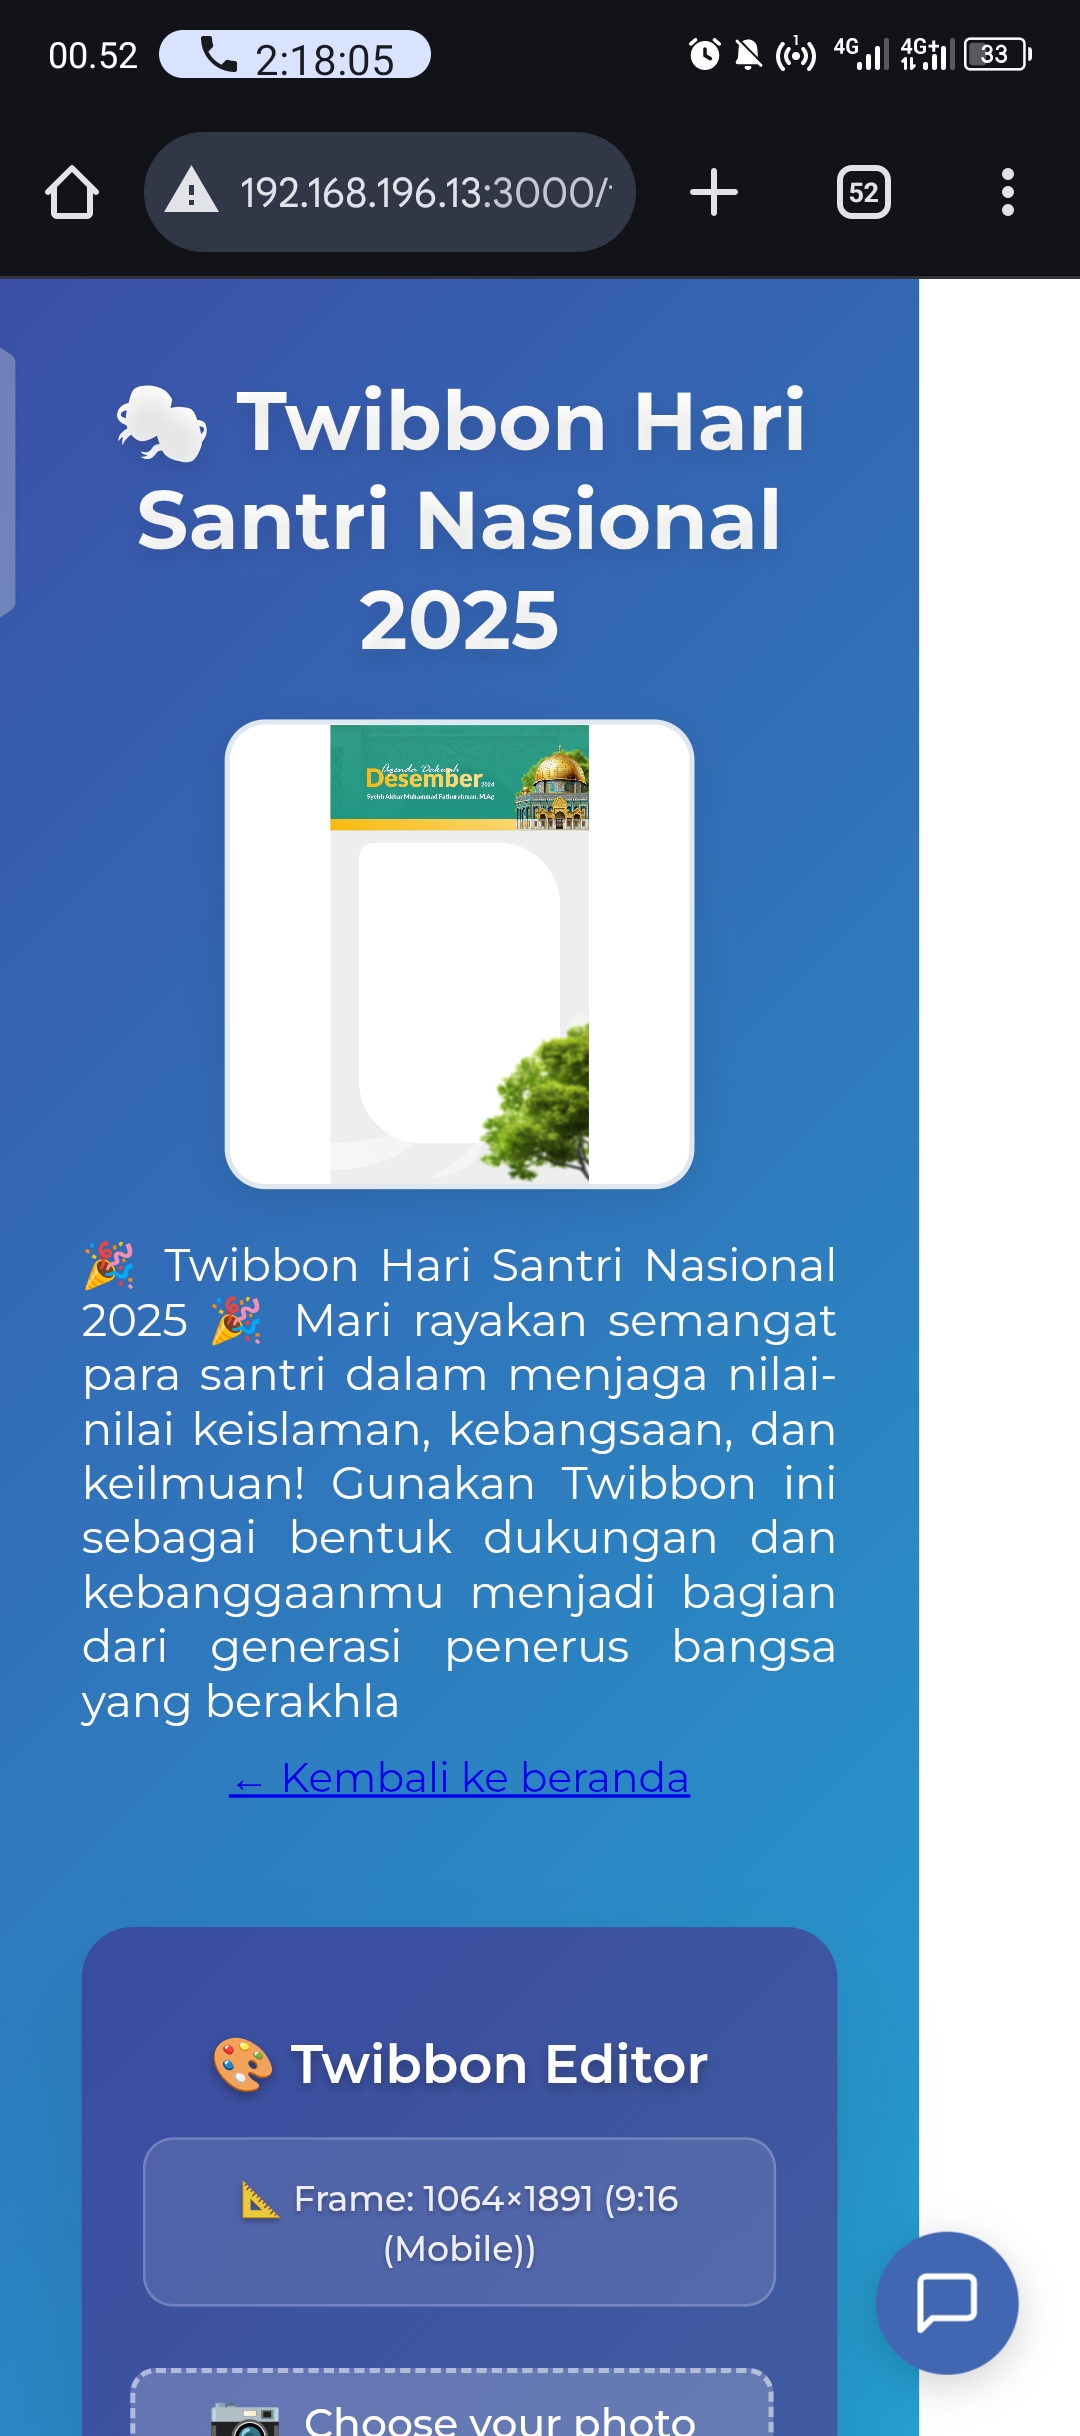 00.52
2:18:05
4G
4G+
33
192.168.196.13:3000/
52
🎭 Twibbon Hari
Santri Nasional
2025
Agenda Dakwah
Desember 2024
Syekh Akbar Muhammad Fathurahman, M.Ag
🎉 Twibbon Hari Santri Nasional
2025 🎉 Mari rayakan semangat
para santri dalam menjaga nilai-
nilai keislaman, kebangsaan, dan
keilmuan! Gunakan Twibbon ini
sebagai bentuk dukungan dan
kebanggaanmu menjadi bagian
dari generasi penerus bangsa
yang berakhla
← Kembali ke beranda
🎨 Twibbon Editor
📐 Frame: 1064×1891 (9:16
(Mobile))
📷 Choose your photo